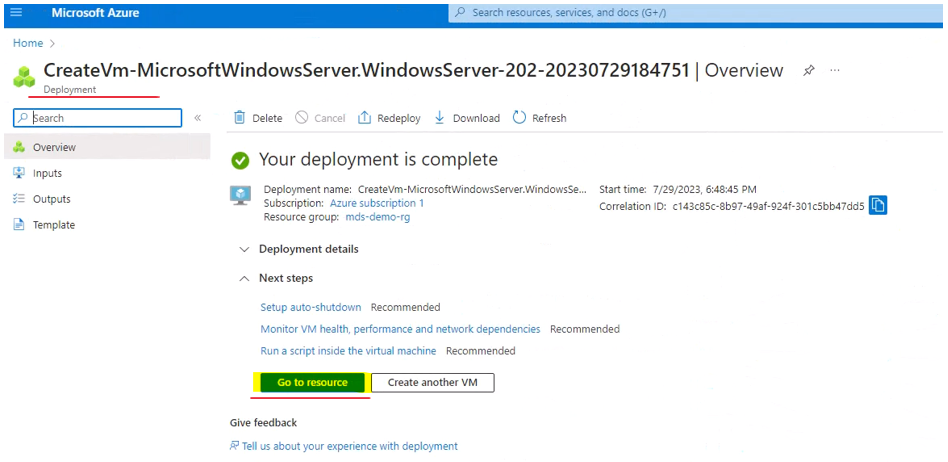 Microsoft Azure
Search resources, services, and docs (G+/)
Home
CreateVm-MicrosoftWindowsServer.WindowsServer-202-20230729184751 | Overview
Deployment
Search
Delete Cancel Redeploy Download Refresh
Overview
Inputs
Outputs
Template
Your deployment is complete
Deployment name: CreateVm-MicrosoftWindowsServer.WindowsSe...
Subscription: Azure subscription 1
Resource group: mds-demo-rg
Start time: 7/29/2023, 6:48:45 PM
Correlation ID: c143c85c-8b97-49af-924f-301c5bb47dd5
Deployment details
Next steps
Setup auto-shutdown Recommended
Monitor VM health, performance and network dependencies Recommended
Run a script inside the virtual machine Recommended
Go to resource Create another VM
Give feedback
Tell us about your experience with deployment